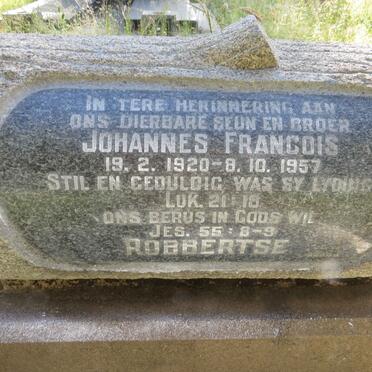 IN TERE HERINNERING AAN
ONS DIERBARE SEUN EN BROER
JOHANNES FRANCOIS
19. 2. 1920-8. 10. 1957
STIL EN GEDULDIG WAS SY LYDING
LUK. 21:18
ONS BERUS IN GODS WIL
JES. 55:8-9
ROBBERTSE